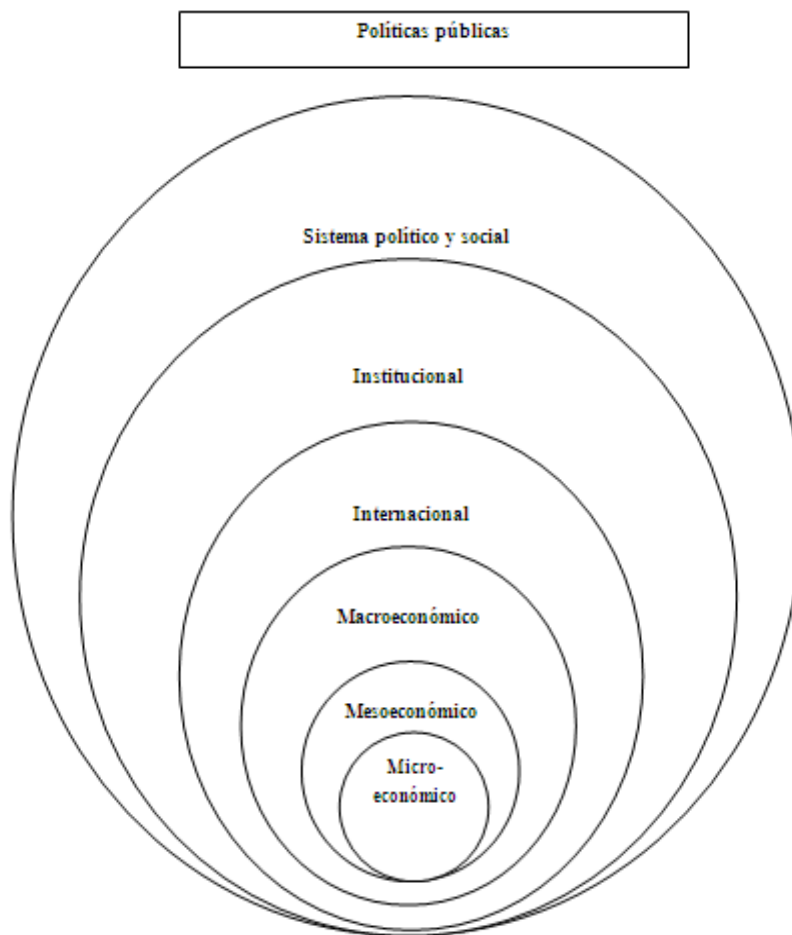 Políticas públicas
Sistema político y social
Institucional
Internacional
Macroeconómico
Mesoeconómico
Micro-
económico